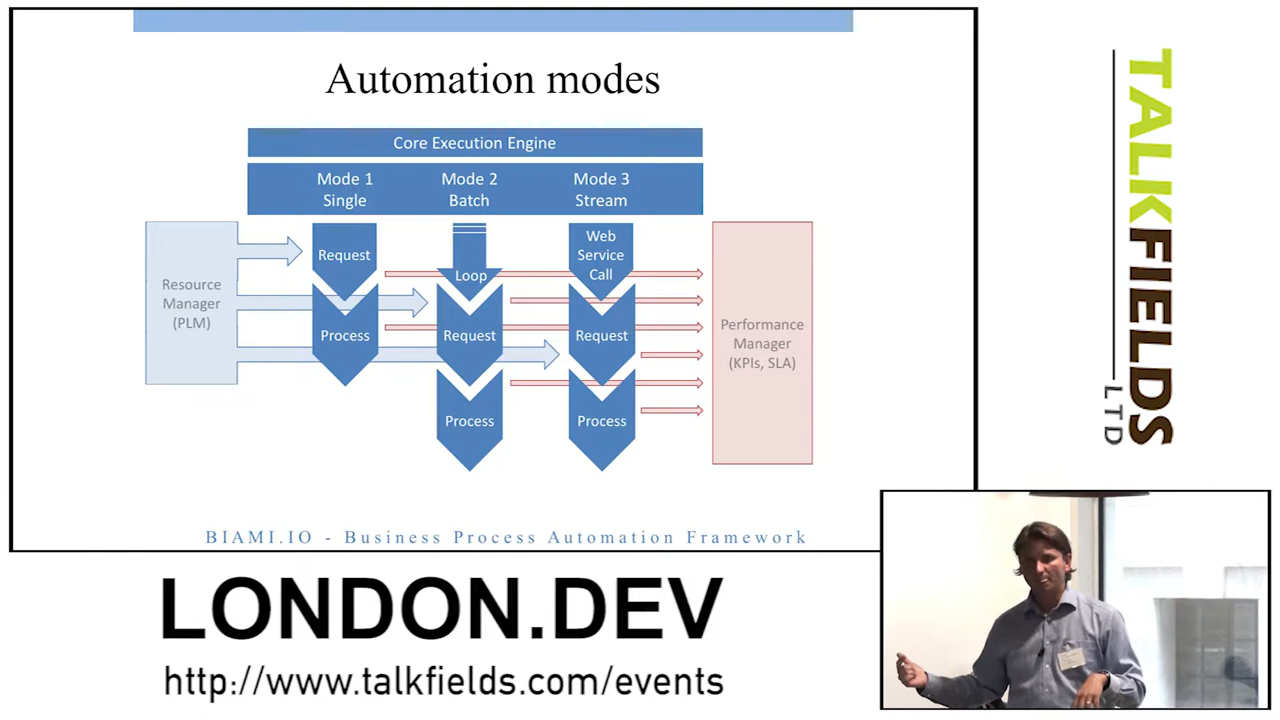 Automation modes
Core Execution Engine
Mode 1
Single
Mode 2
Batch
Mode 3
Stream
Resource
Manager
(PLM)
Request
Process
Loop
Request
Process
Web
Service
Call
Request
Process
Performance
Manager
(KPIs, SLA)
BIAMI.IO - Business Process Automation Framework
TALKFIELDS
LTD
LONDON.DEV
http://www.talkfields.com/events